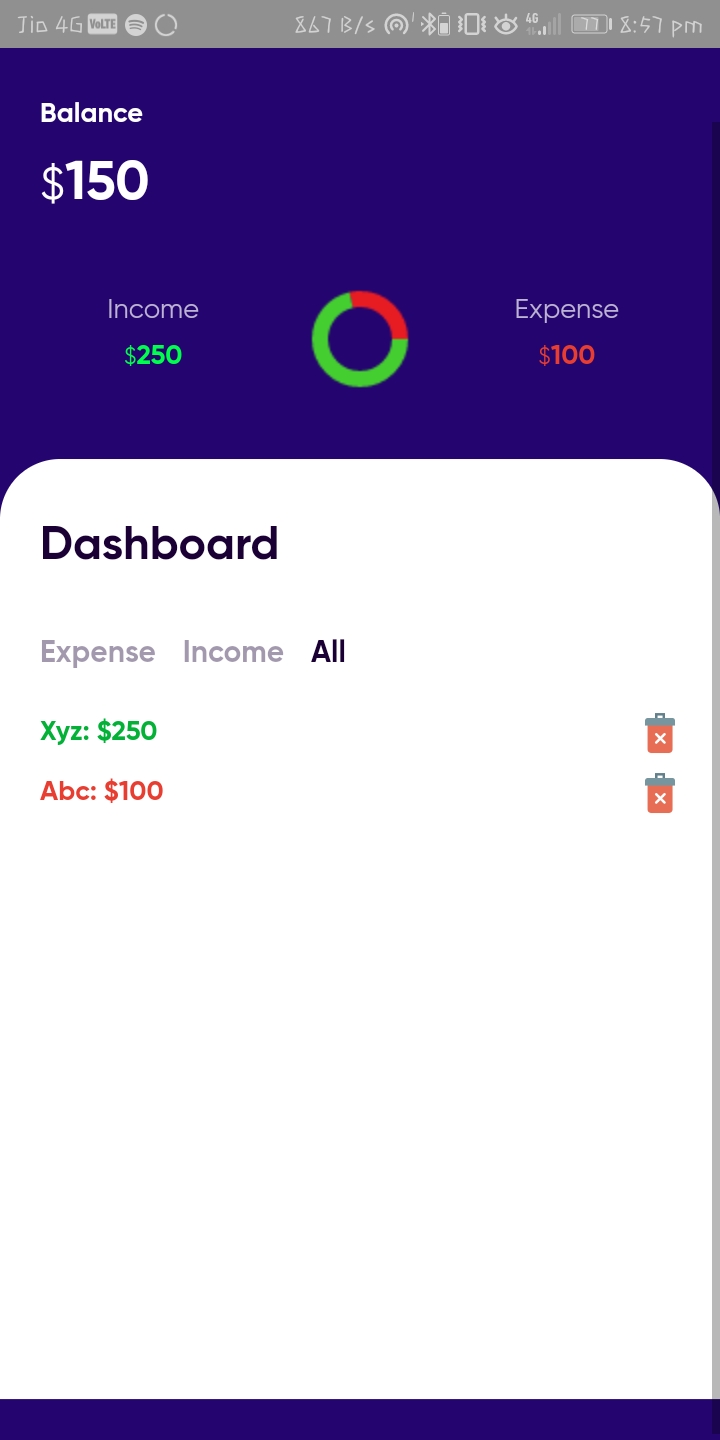 Jio 4G VoLTE 867 B/s 4G 77 8:57 pm
Balance
$150
Income Expense
$250 $100
Dashboard
Expense Income All
Xyz: $250
Abc: $100